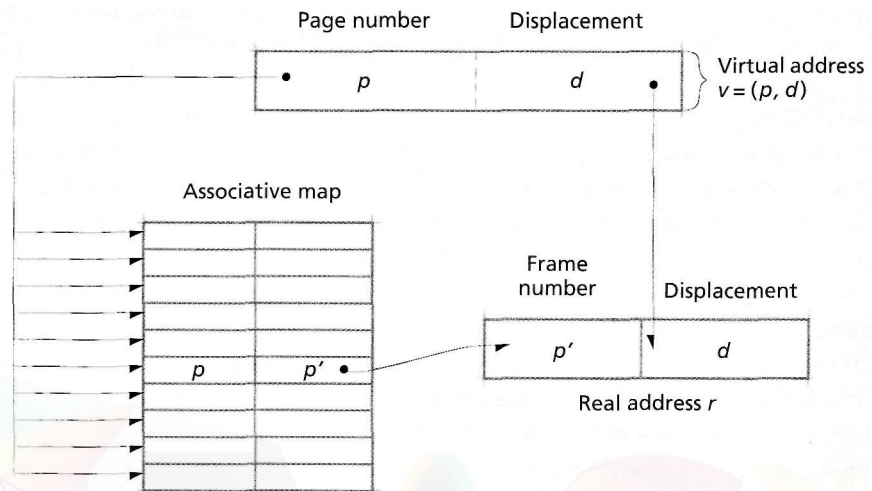 Page number
Displacement
p
d
Virtual address
v = (p, d)
Associative map
p
p′
Frame
number
Displacement
p′
d
Real address r